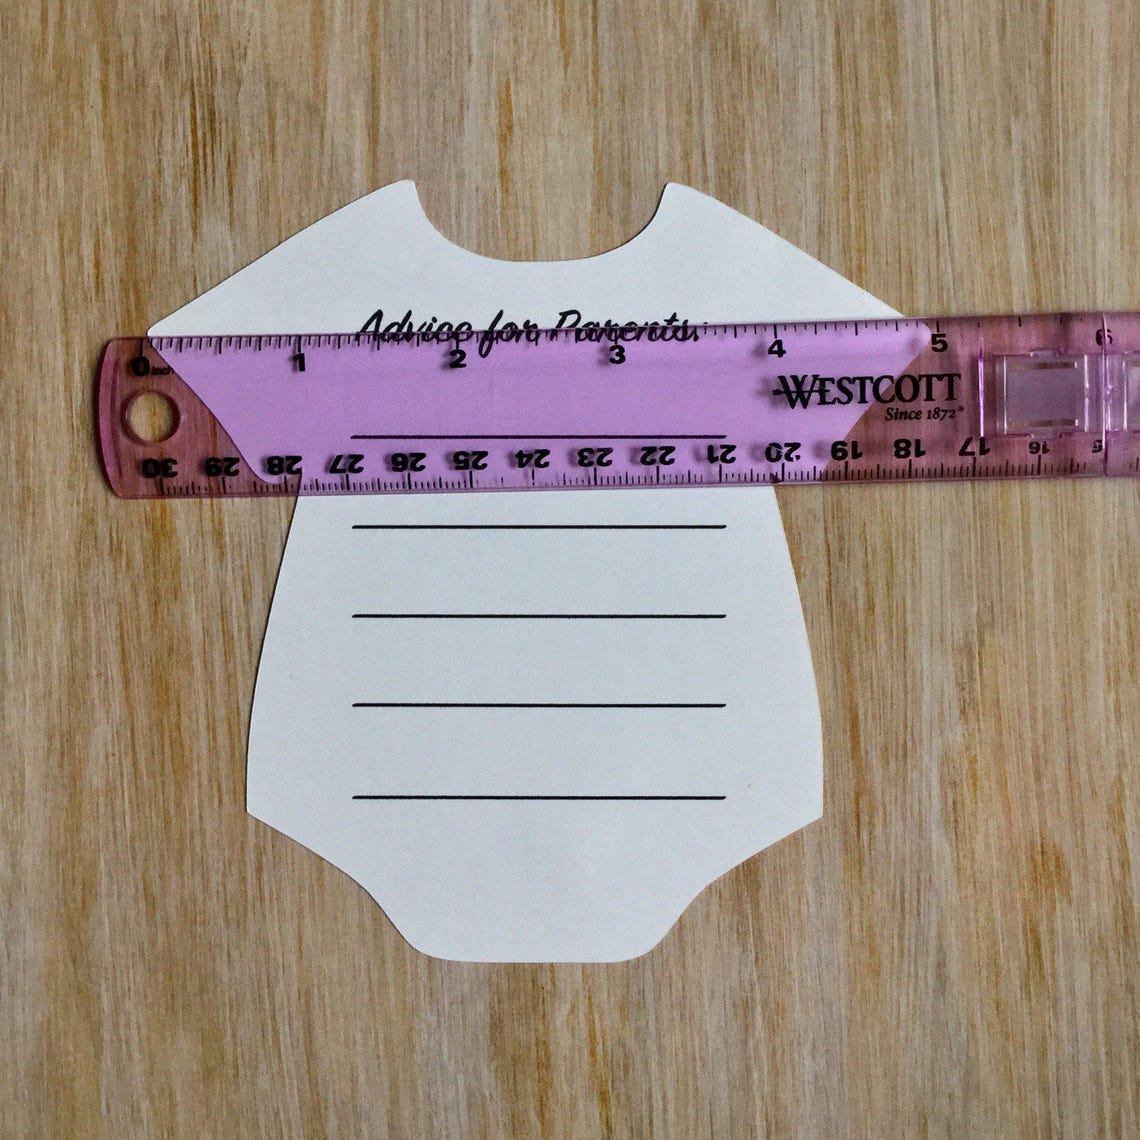 Advice for Parents:
0 inch 1 2 3 4 5 6
WESTCOTT
Since 1872®
30 29 28 27 26 25 24 23 22 21 20 19 18 17 16